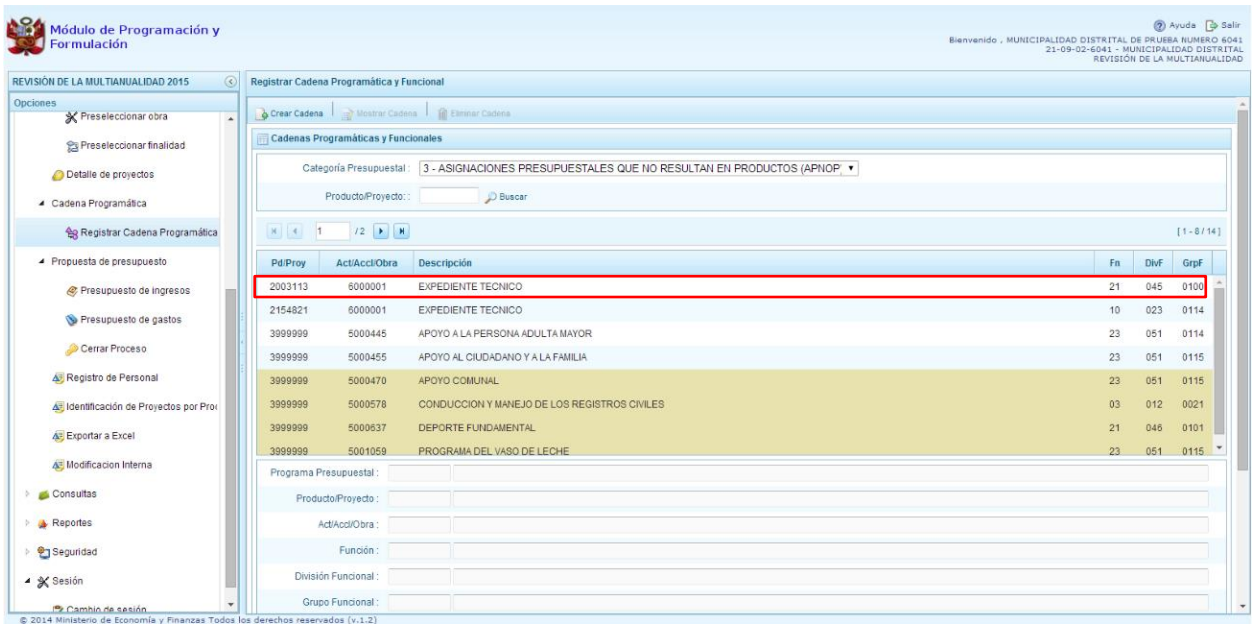 Módulo de Programación y
Formulación
Ayuda Salir
Bienvenido , MUNICIPALIDAD DISTRITAL DE PRUEBA NUMERO 6041
21-09-02-6041 - MUNICIPALIDAD DISTRITAL
REVISIÓN DE LA MULTIANUALIDAD
REVISIÓN DE LA MULTIANUALIDAD 2015
Opciones
Preseleccionar obra
Preseleccionar finalidad
Detalle de proyectos
Cadena Programática
Registrar Cadena Programática
Propuesta de presupuesto
Presupuesto de ingresos
Presupuesto de gastos
Cerrar Proceso
Registro de Personal
Identificación de Proyectos por Pro
Exportar a Excel
Modificacion Interna
Consultas
Reportes
Seguridad
Sesión
Cambio de sesión
Registrar Cadena Programática y Funcional
Crear Cadena Mostrar Cadena Eliminar Cadena
Cadenas Programáticas y Funcionales
Categoría Presupuestal : 3 - ASIGNACIONES PRESUPUESTALES QUE NO RESULTAN EN PRODUCTOS (APNOP)
Producto/Proyecto: : Buscar
1 / 2 [ 1 - 8 / 14 ]
Pd/Proy Act/AccI/Obra Descripción Fn DivF GrpF
2003113 6000001 EXPEDIENTE TECNICO 21 045 0100
2154821 6000001 EXPEDIENTE TECNICO 10 023 0114
3999999 5000445 APOYO A LA PERSONA ADULTA MAYOR 23 051 0114
3999999 5000455 APOYO AL CIUDADANO Y A LA FAMILIA 23 051 0115
3999999 5000470 APOYO COMUNAL 23 051 0115
3999999 5000578 CONDUCCION Y MANEJO DE LOS REGISTROS CIVILES 03 012 0021
3999999 5000637 DEPORTE FUNDAMENTAL 21 046 0101
3999999 5001059 PROGRAMA DEL VASO DE LECHE 23 051 0115
Programa Presupuestal :
Producto/Proyecto :
Act/AccI/Obra :
Función :
División Funcional :
Grupo Funcional :
© 2014 Ministerio de Economía y Finanzas Todos los derechos reservados (v.1.2)